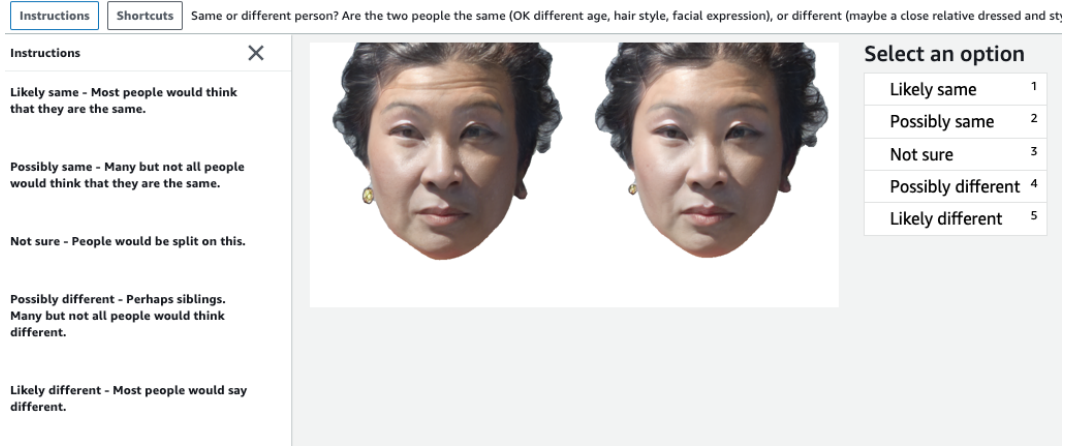 Instructions
Shortcuts
Same or different person? Are the two people the same (OK different age, hair style, facial expression), or different (maybe a close relative dressed and
Instructions
Likely same - Most people would think
that they are the same.
Possibly same - Many but not all people
would think that they are the same.
Not sure - People would be split on this.
Possibly different - Perhaps siblings.
Many but not all people would think
different.
Likely different - Most people would say
different.
Select an option
Likely same 1
Possibly same 2
Not sure 3
Possibly different 4
Likely different 5